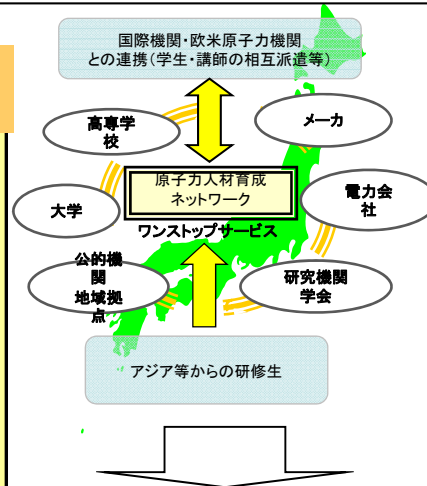 国際機関・欧米原子力機関
との連携(学生・講師の相互派遣等)
高専学
校
メーカ
原子力人材育成
ネットワーク
大学
電力会
社
ワンストップサービス
公的機
関
地域拠
点
研究機関
学会
アジア等からの研修生